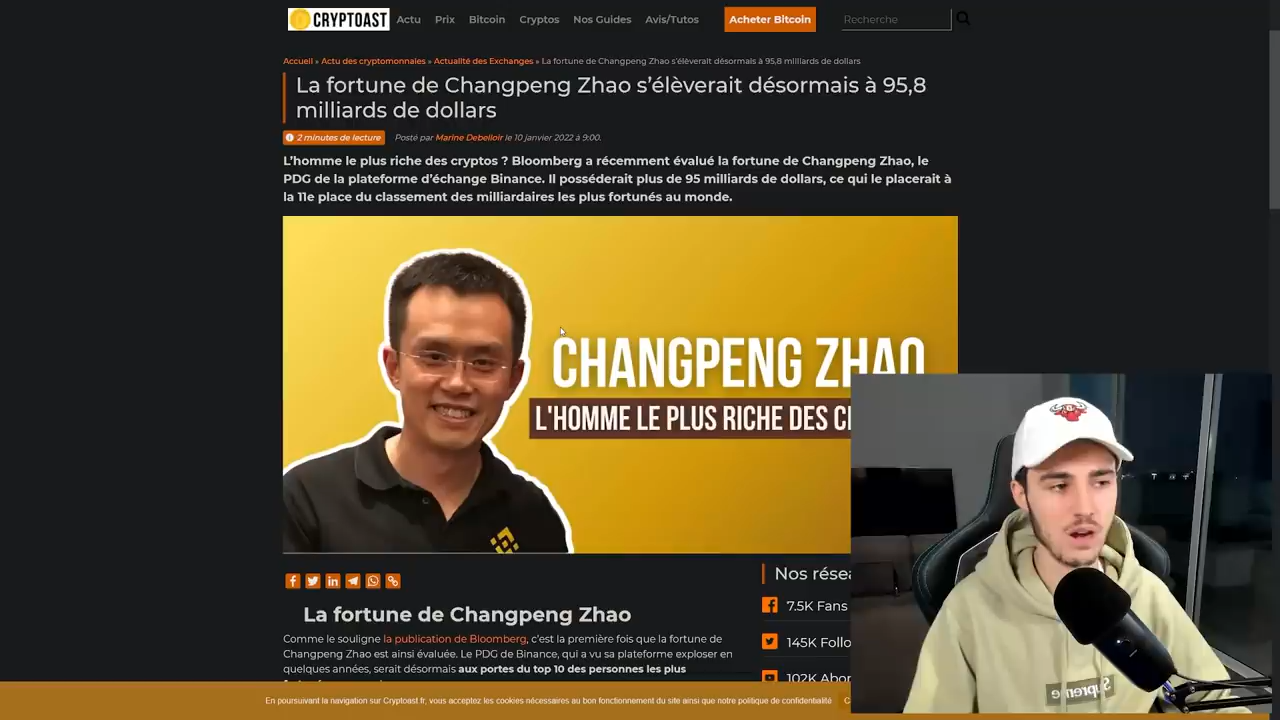 CRYPTOAST Actu Prix Bitcoin Cryptos Nos Guides Avis/Tutos Acheter Bitcoin Recherche
Accueil » Actu des cryptomonnaies » Actualité des Exchanges » La fortune de Changpeng Zhao s'élèverait désormais à 95,8 milliards de dollars
La fortune de Changpeng Zhao s'élèverait désormais à 95,8
milliards de dollars
2 minutes de lecture Posté par Marine Debelloir le 10 janvier 2022 à 9:00.
L'homme le plus riche des cryptos ? Bloomberg a récemment évalué la fortune de Changpeng Zhao, le
PDG de la plateforme d'échange Binance. Il posséderait plus de 95 milliards de dollars, ce qui le placerait à
la 11e place du classement des milliardaires les plus fortunés au monde.
CHANGPENG ZHAO
L'HOMME LE PLUS RICHE DES
Nos
7.5K Fans
145K
102K
La fortune de Changpeng Zhao
Comme le souligne la publication de Bloomberg, c'est la première fois que la fortune de
Changpeng Zhao est ainsi évaluée. Le PDG de Binance, qui a vu sa plateforme exploser en
quelques années, serait désormais aux portes du top 10 des personnes les plus
En poursuivant la navigation sur Cryptoast.fr, vous acceptez les cookies nécessaires au bon fonctionnement du site ainsi que notre politique de confidentialité
Supreme